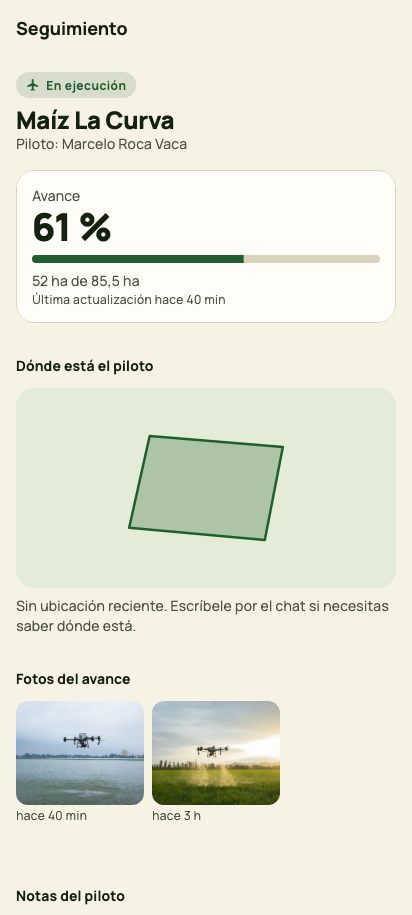 Seguimiento
En ejecución
Maíz La Curva
Piloto: Marcelo Roca Vaca
Avance
61 %
52 ha de 85,5 ha
Última actualización hace 40 min
Dónde está el piloto
Sin ubicación reciente. Escríbele por el chat si necesitas
saber dónde está.
Fotos del avance
hace 40 min
hace 3 h
Notas del piloto